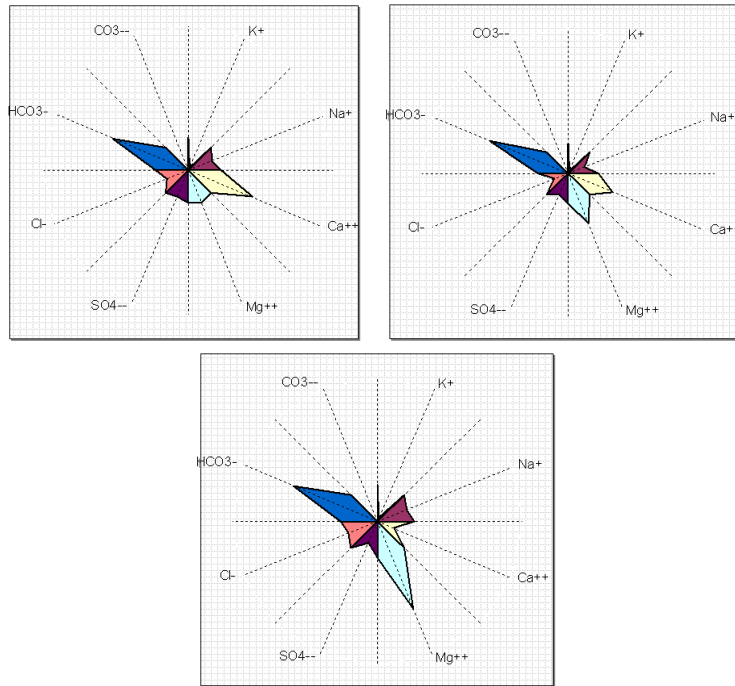 CO3--
K+
HCO3-
Na+
Cl-
Ca++
SO4--
Mg++
CO3--
K+
HCO3-
Na+
Cl-
Ca+
SO4--
Mg++
CO3--
K+
HCO3-
Na+
Cl-
Ca++
SO4--
Mg++